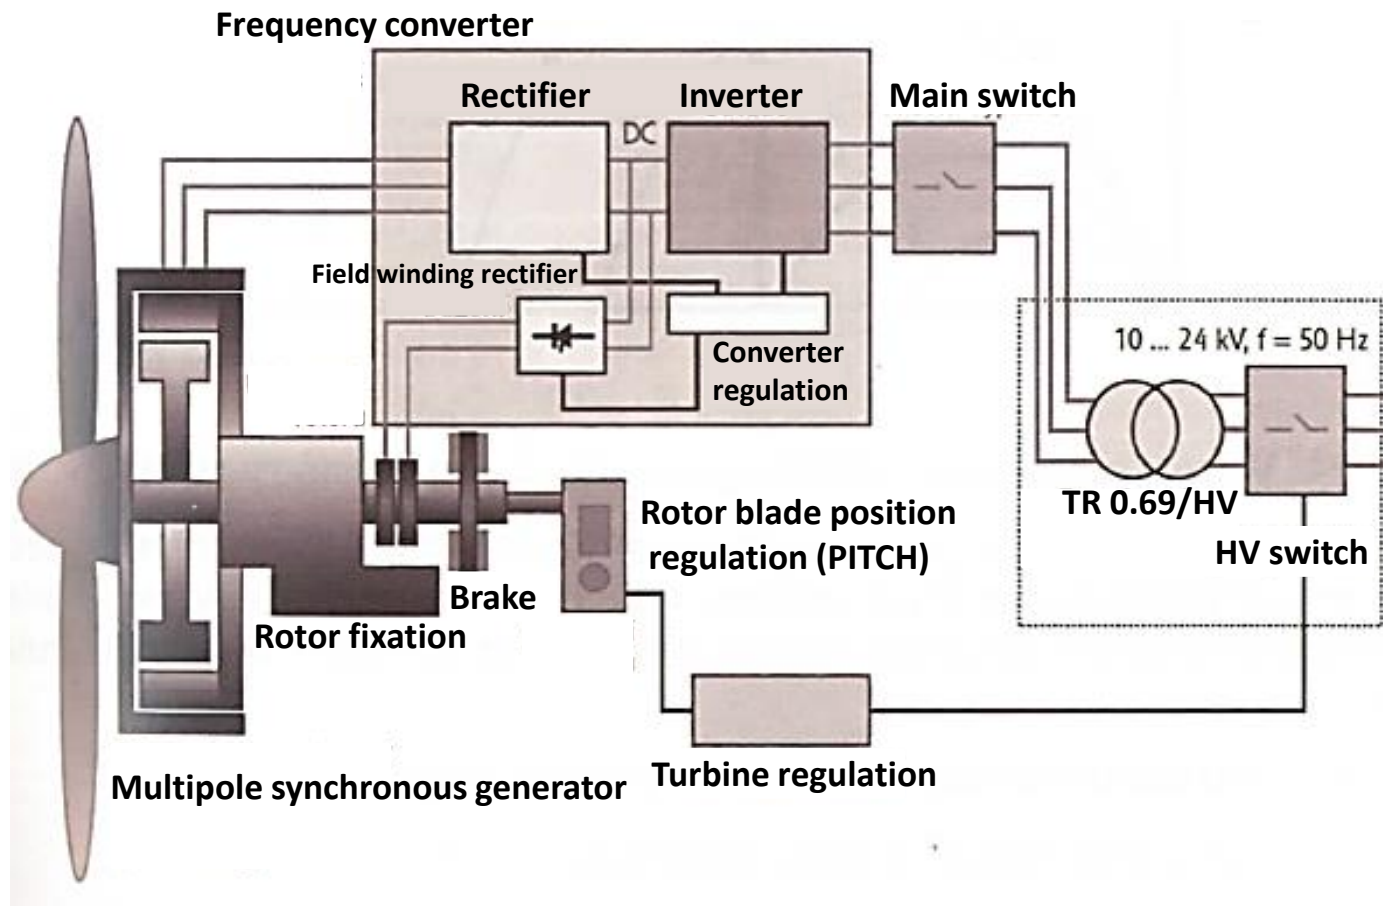 Frequency converter
Rectifier
Inverter
Main switch
DC
Field winding rectifier
Converter
regulation
10 ... 24 kV, f = 50 Hz
TR 0.69/HV
HV switch
Rotor blade position
regulation (PITCH)
Brake
Rotor fixation
Turbine regulation
Multipole synchronous generator